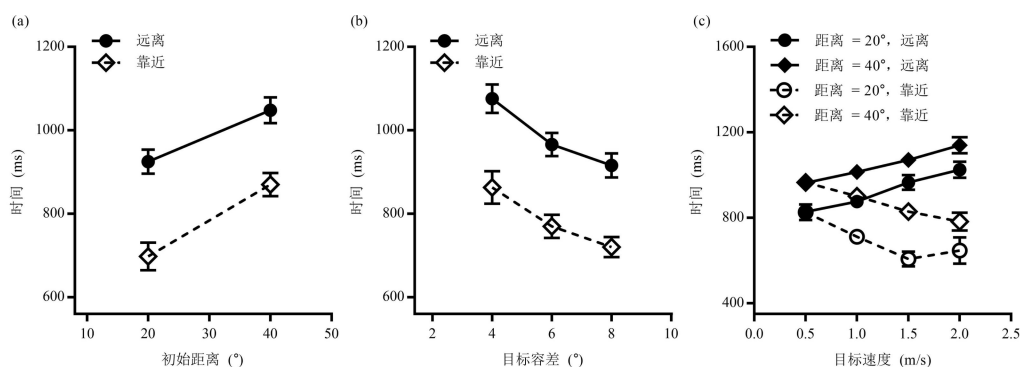 (a)
远离
靠近
1200
1000
800
600
时间 (ms)
10 20 30 40 50
初始距离 (°)
(b)
远离
靠近
1200
1000
800
600
时间 (ms)
2 4 6 8 10
目标容差 (°)
(c)
距离 = 20°, 远离
距离 = 40°, 远离
距离 = 20°, 靠近
距离 = 40°, 靠近
1600
1200
800
400
时间 (ms)
0.0 0.5 1.0 1.5 2.0 2.5
目标速度 (m/s)